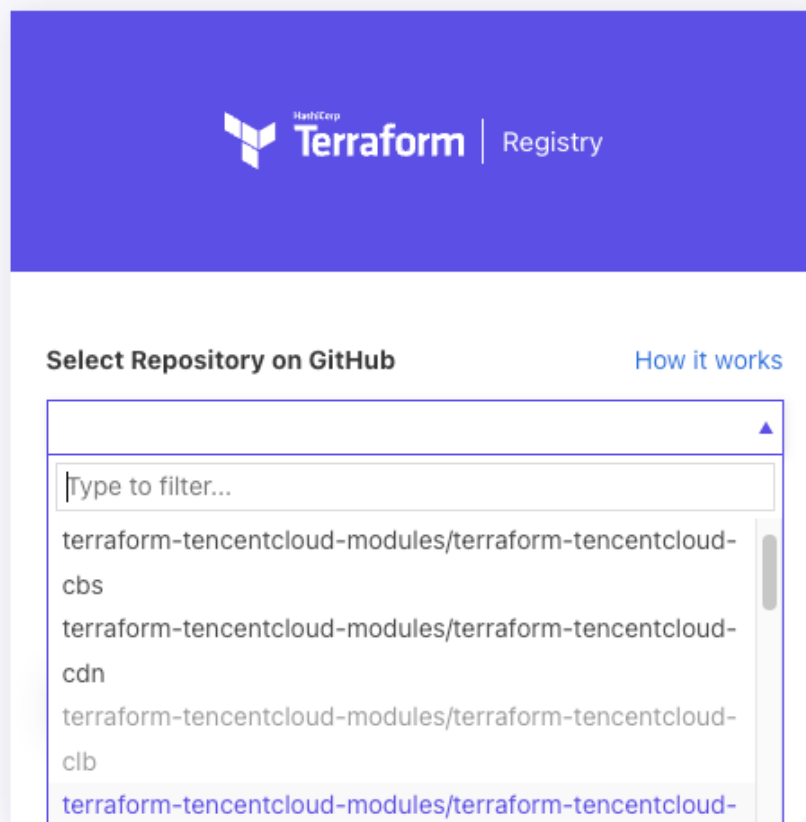 HashiCorp
Terraform
Registry
Select Repository on GitHub
How it works
Type to filter...
terraform-tencentcloud-modules/terraform-tencentcloud-
cbs
terraform-tencentcloud-modules/terraform-tencentcloud-
cdn
terraform-tencentcloud-modules/terraform-tencentcloud-
clb
terraform-tencentcloud-modules/terraform-tencentcloud-